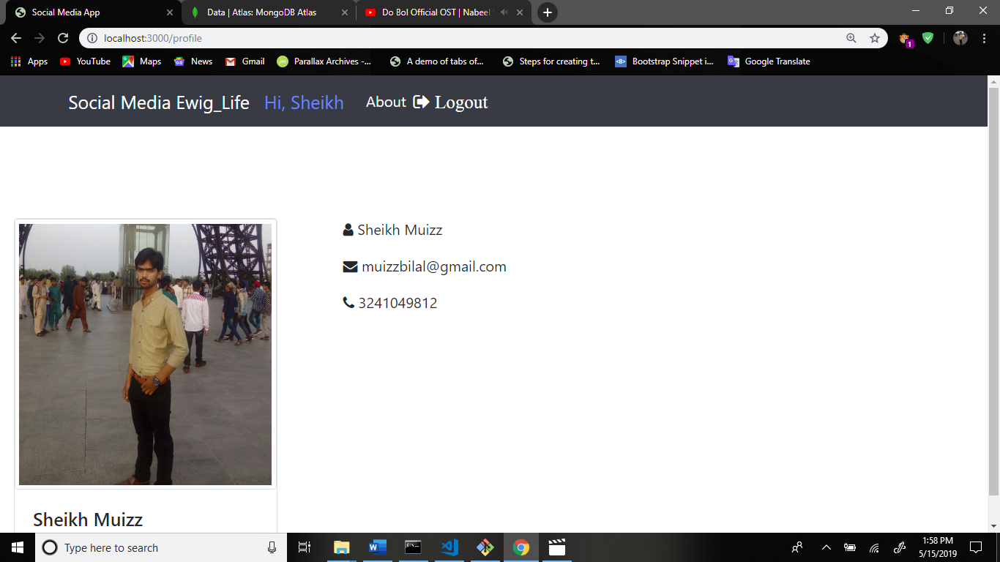 Social Media App
Data | Atlas: MongoDB Atlas
Do Bol Official OST | Nabeel
localhost:3000/profile
1
Apps
YouTube
Maps
News
Gmail
Parallax Archives -...
A demo of tabs of...
Steps for creating t...
Bootstrap Snippet i...
Google Translate
Social Media Ewig_Life
Hi, Sheikh
About
Logout
Sheikh Muizz
muizzbilal@gmail.com
3241049812
Sheikh Muizz
Type here to search
1:58 PM
5/15/2019